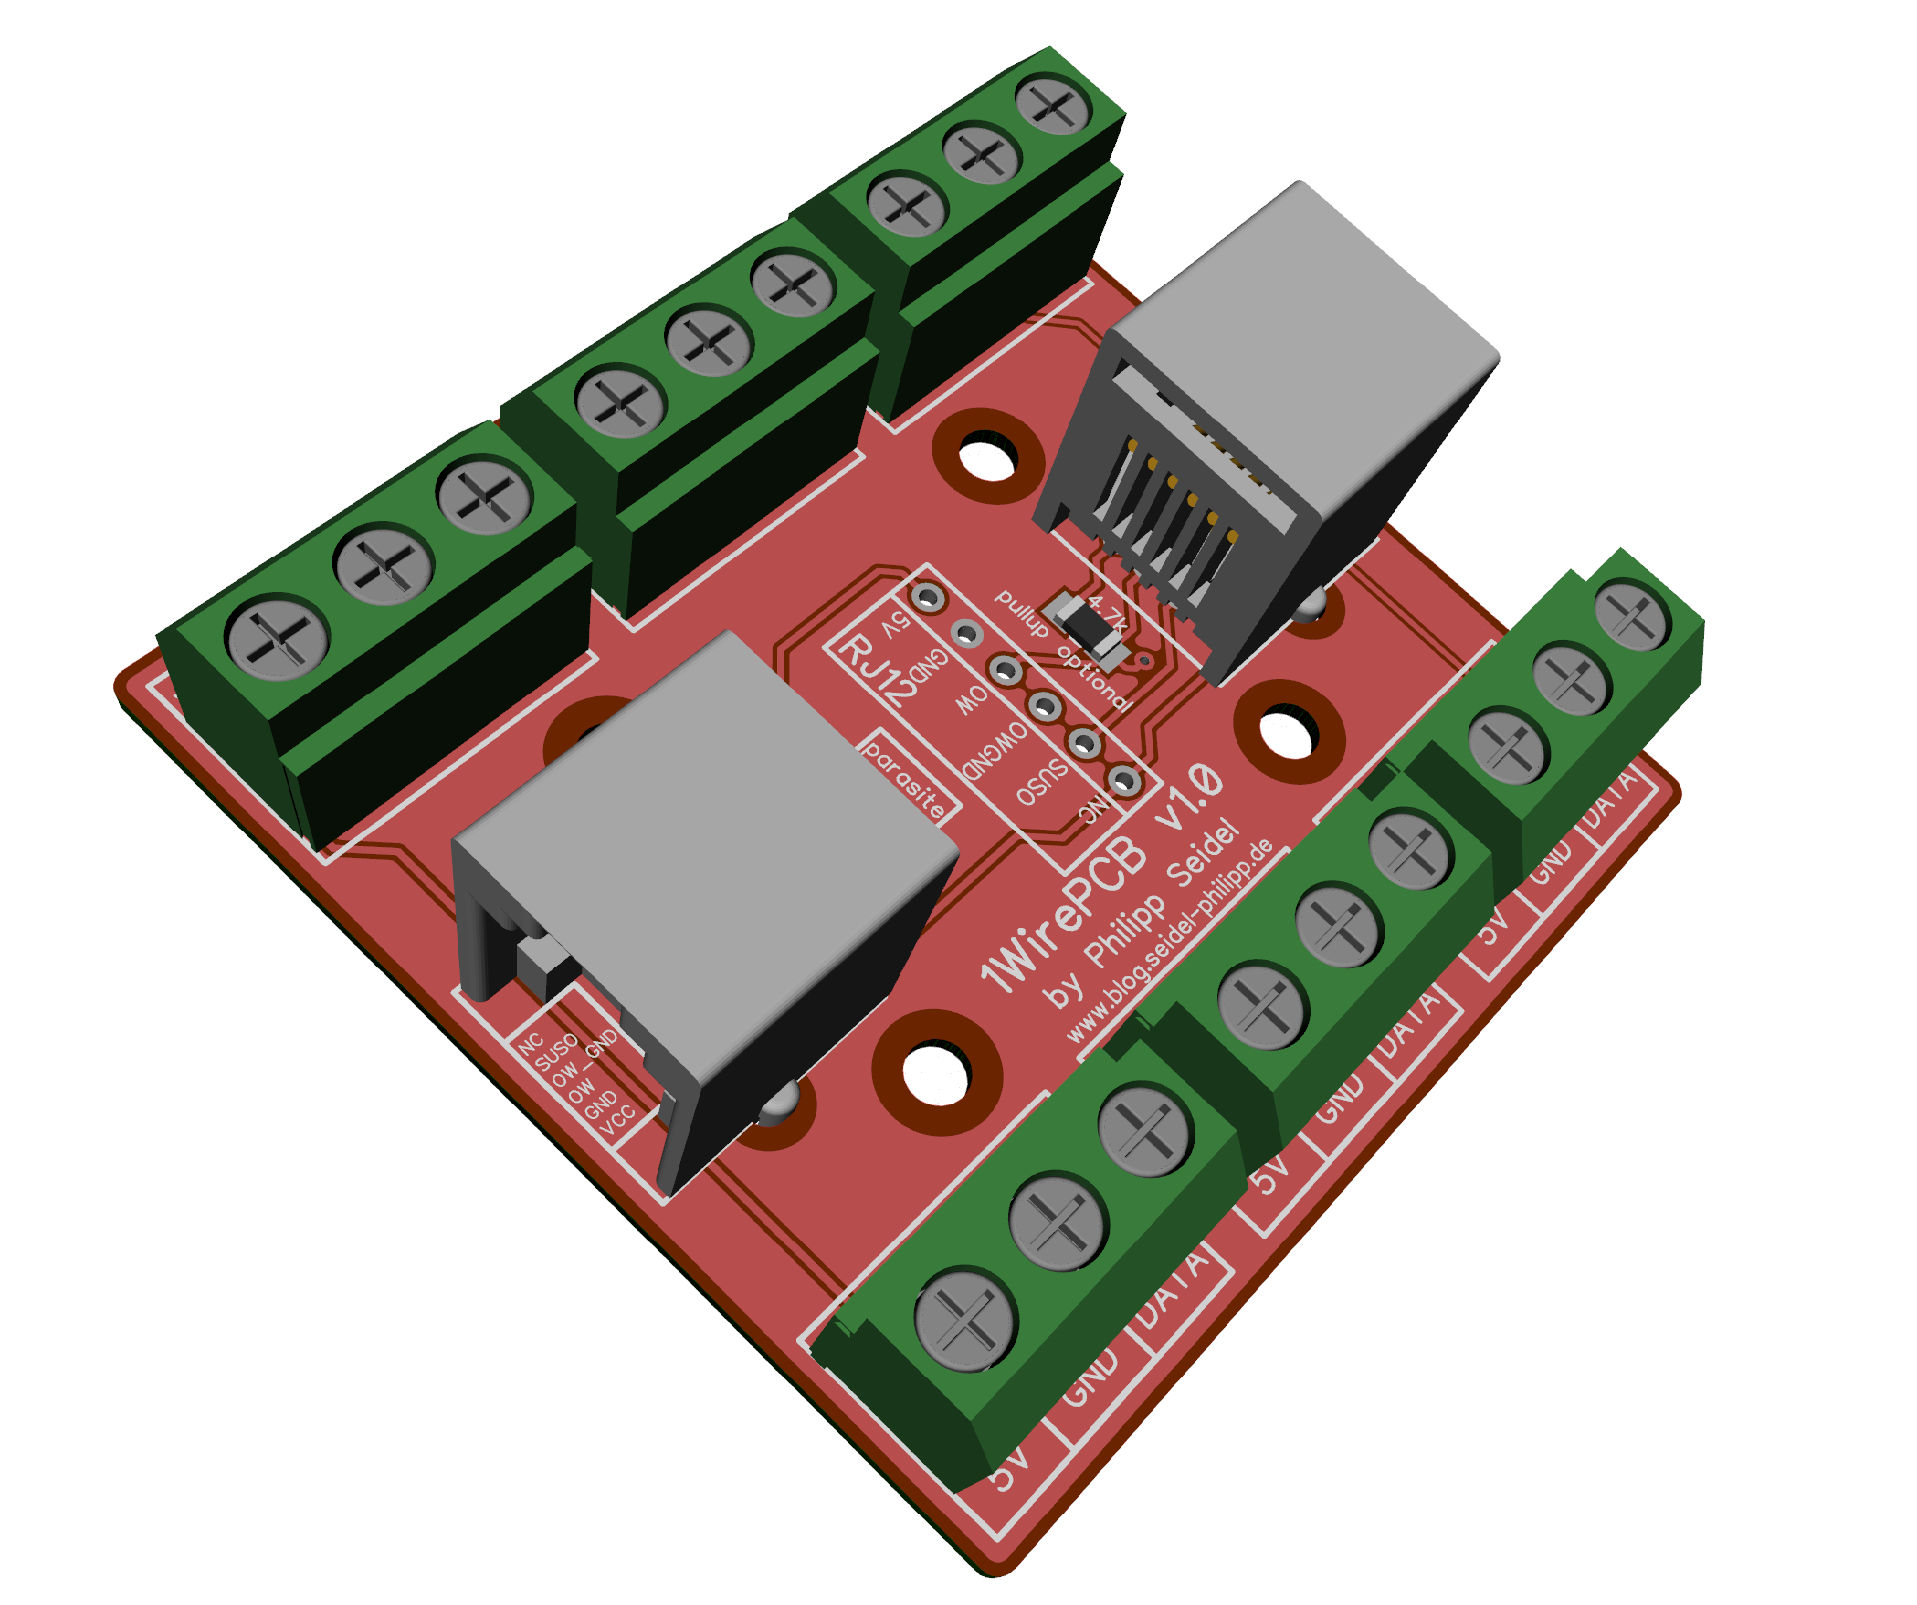 5V
GND
OW
OWGND
SUSO
NC
RJ12
pullup
4.7K
optional
parasite
1WirePCB v1.0
by Philipp Seidel
www.blog.seidel-philipp.de
NC
SUSO
OW_GND
OW
GND
VCC
5V
GND
DATA
5V
GND
DATA
5V
GND
DATA